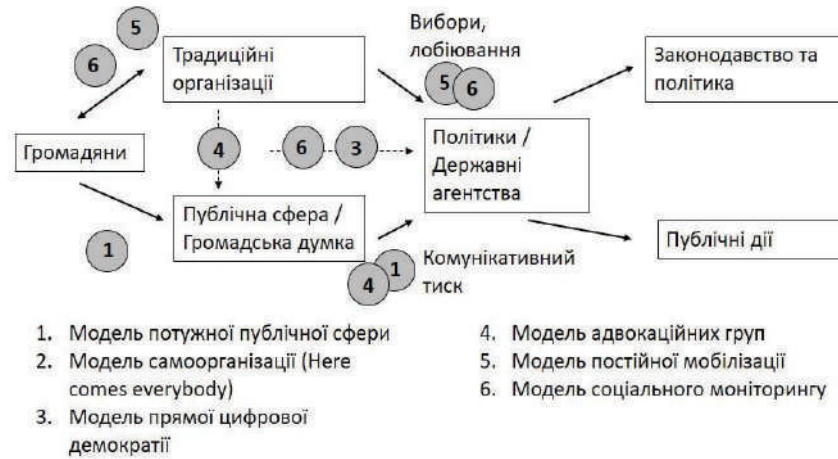 5
6
Традиційні
організації
Вибори,
лобіювання
5
6
Законодавство та
політика
Громадяни
4
6
3
Політики /
Державні
агентства
1
Публічна сфера /
Громадська думка
4
1
Комунікативний
тиск
Публічні дії
1. Модель потужної публічної сфери
2. Модель самоорганізації (Here
comes everybody)
3. Модель прямої цифрової
демократії
4. Модель адвокаційних груп
5. Модель постійної мобілізації
6. Модель соціального моніторингу